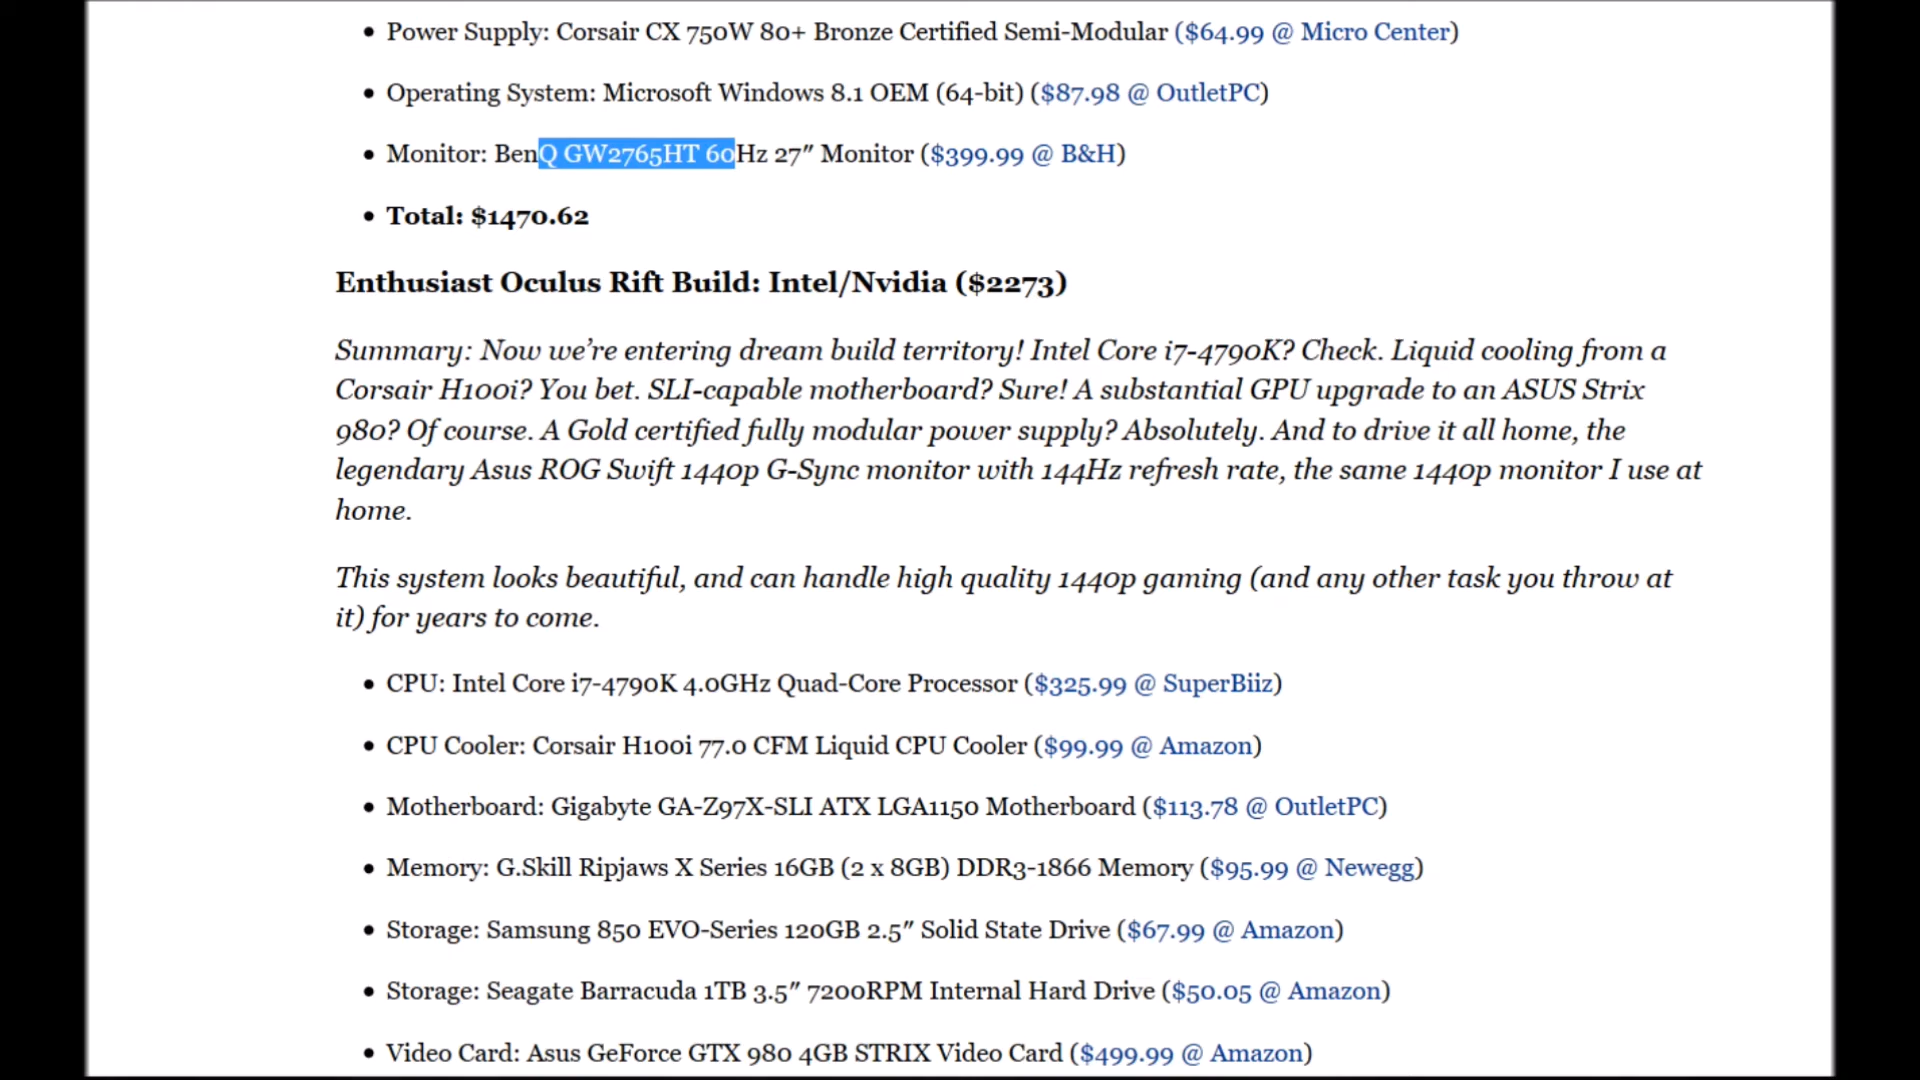 • Power Supply: Corsair CX 750W 80+ Bronze Certified Semi-Modular ($64.99 @ Micro Center)
• Operating System: Microsoft Windows 8.1 OEM (64-bit) ($87.98 @ OutletPC)
• Monitor: BenQ GW2765HT 60Hz 27″ Monitor ($399.99 @ B&H)
• Total: $1470.62
Enthusiast Oculus Rift Build: Intel/Nvidia ($2273)
Summary: Now we’re entering dream build territory! Intel Core i7-4790K? Check. Liquid cooling from a
Corsair H100i? You bet. SLI-capable motherboard? Sure! A substantial GPU upgrade to an ASUS Strix
980? Of course. A Gold certified fully modular power supply? Absolutely. And to drive it all home, the
legendary Asus ROG Swift 1440p G-Sync monitor with 144Hz refresh rate, the same 1440p monitor I use at
home.
This system looks beautiful, and can handle high quality 1440p gaming (and any other task you throw at
it) for years to come.
• CPU: Intel Core i7-4790K 4.0GHz Quad-Core Processor ($325.99 @ SuperBiiz)
• CPU Cooler: Corsair H100i 77.0 CFM Liquid CPU Cooler ($99.99 @ Amazon)
• Motherboard: Gigabyte GA-Z97X-SLI ATX LGA1150 Motherboard ($113.78 @ OutletPC)
• Memory: G.Skill Ripjaws X Series 16GB (2 x 8GB) DDR3-1866 Memory ($95.99 @ Newegg)
• Storage: Samsung 850 EVO-Series 120GB 2.5″ Solid State Drive ($67.99 @ Amazon)
• Storage: Seagate Barracuda 1TB 3.5″ 7200RPM Internal Hard Drive ($50.05 @ Amazon)
• Video Card: Asus GeForce GTX 980 4GB STRIX Video Card ($499.99 @ Amazon)